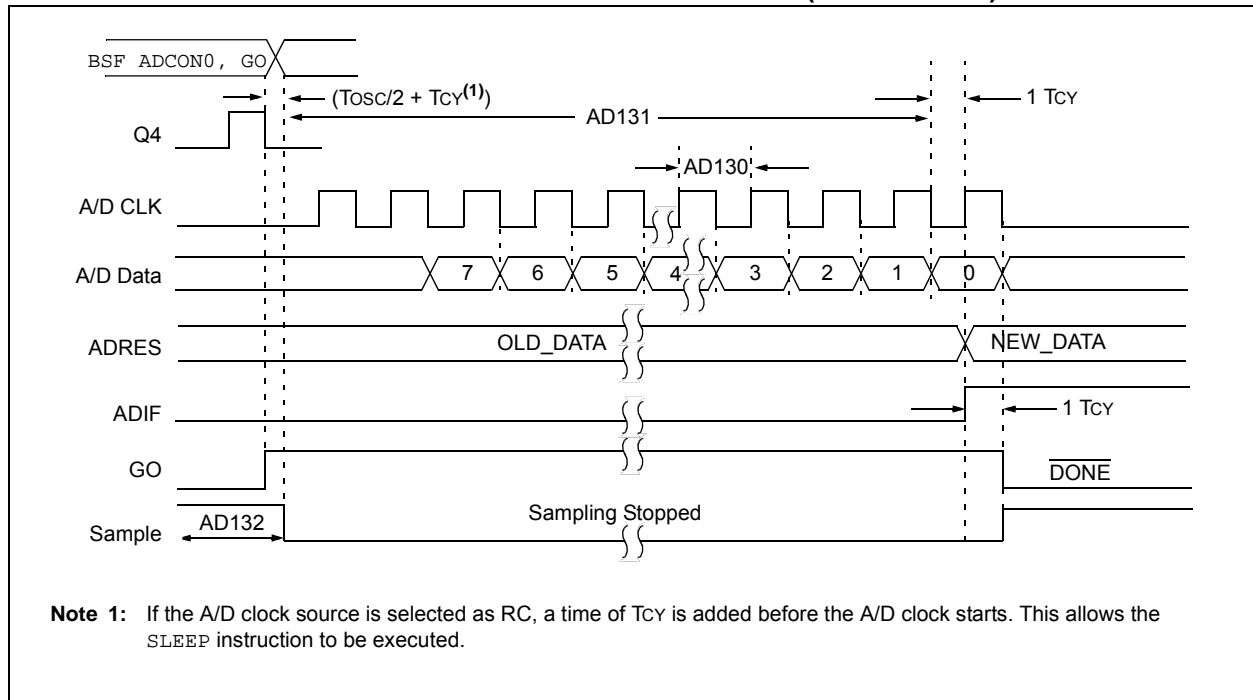 BSF ADCON0, GO
(TOSC/2 + TCY(1))
1 TCY
AD131
Q4
AD130
A/D CLK
A/D Data
7
6
5
4
3
2
1
0
ADRES
OLD_DATA
NEW_DATA
ADIF
1 TCY
GO
DONE
Sample
AD132
Sampling Stopped
Note 1: If the A/D clock source is selected as RC, a time of TCY is added before the A/D clock starts. This allows the
SLEEP instruction to be executed.